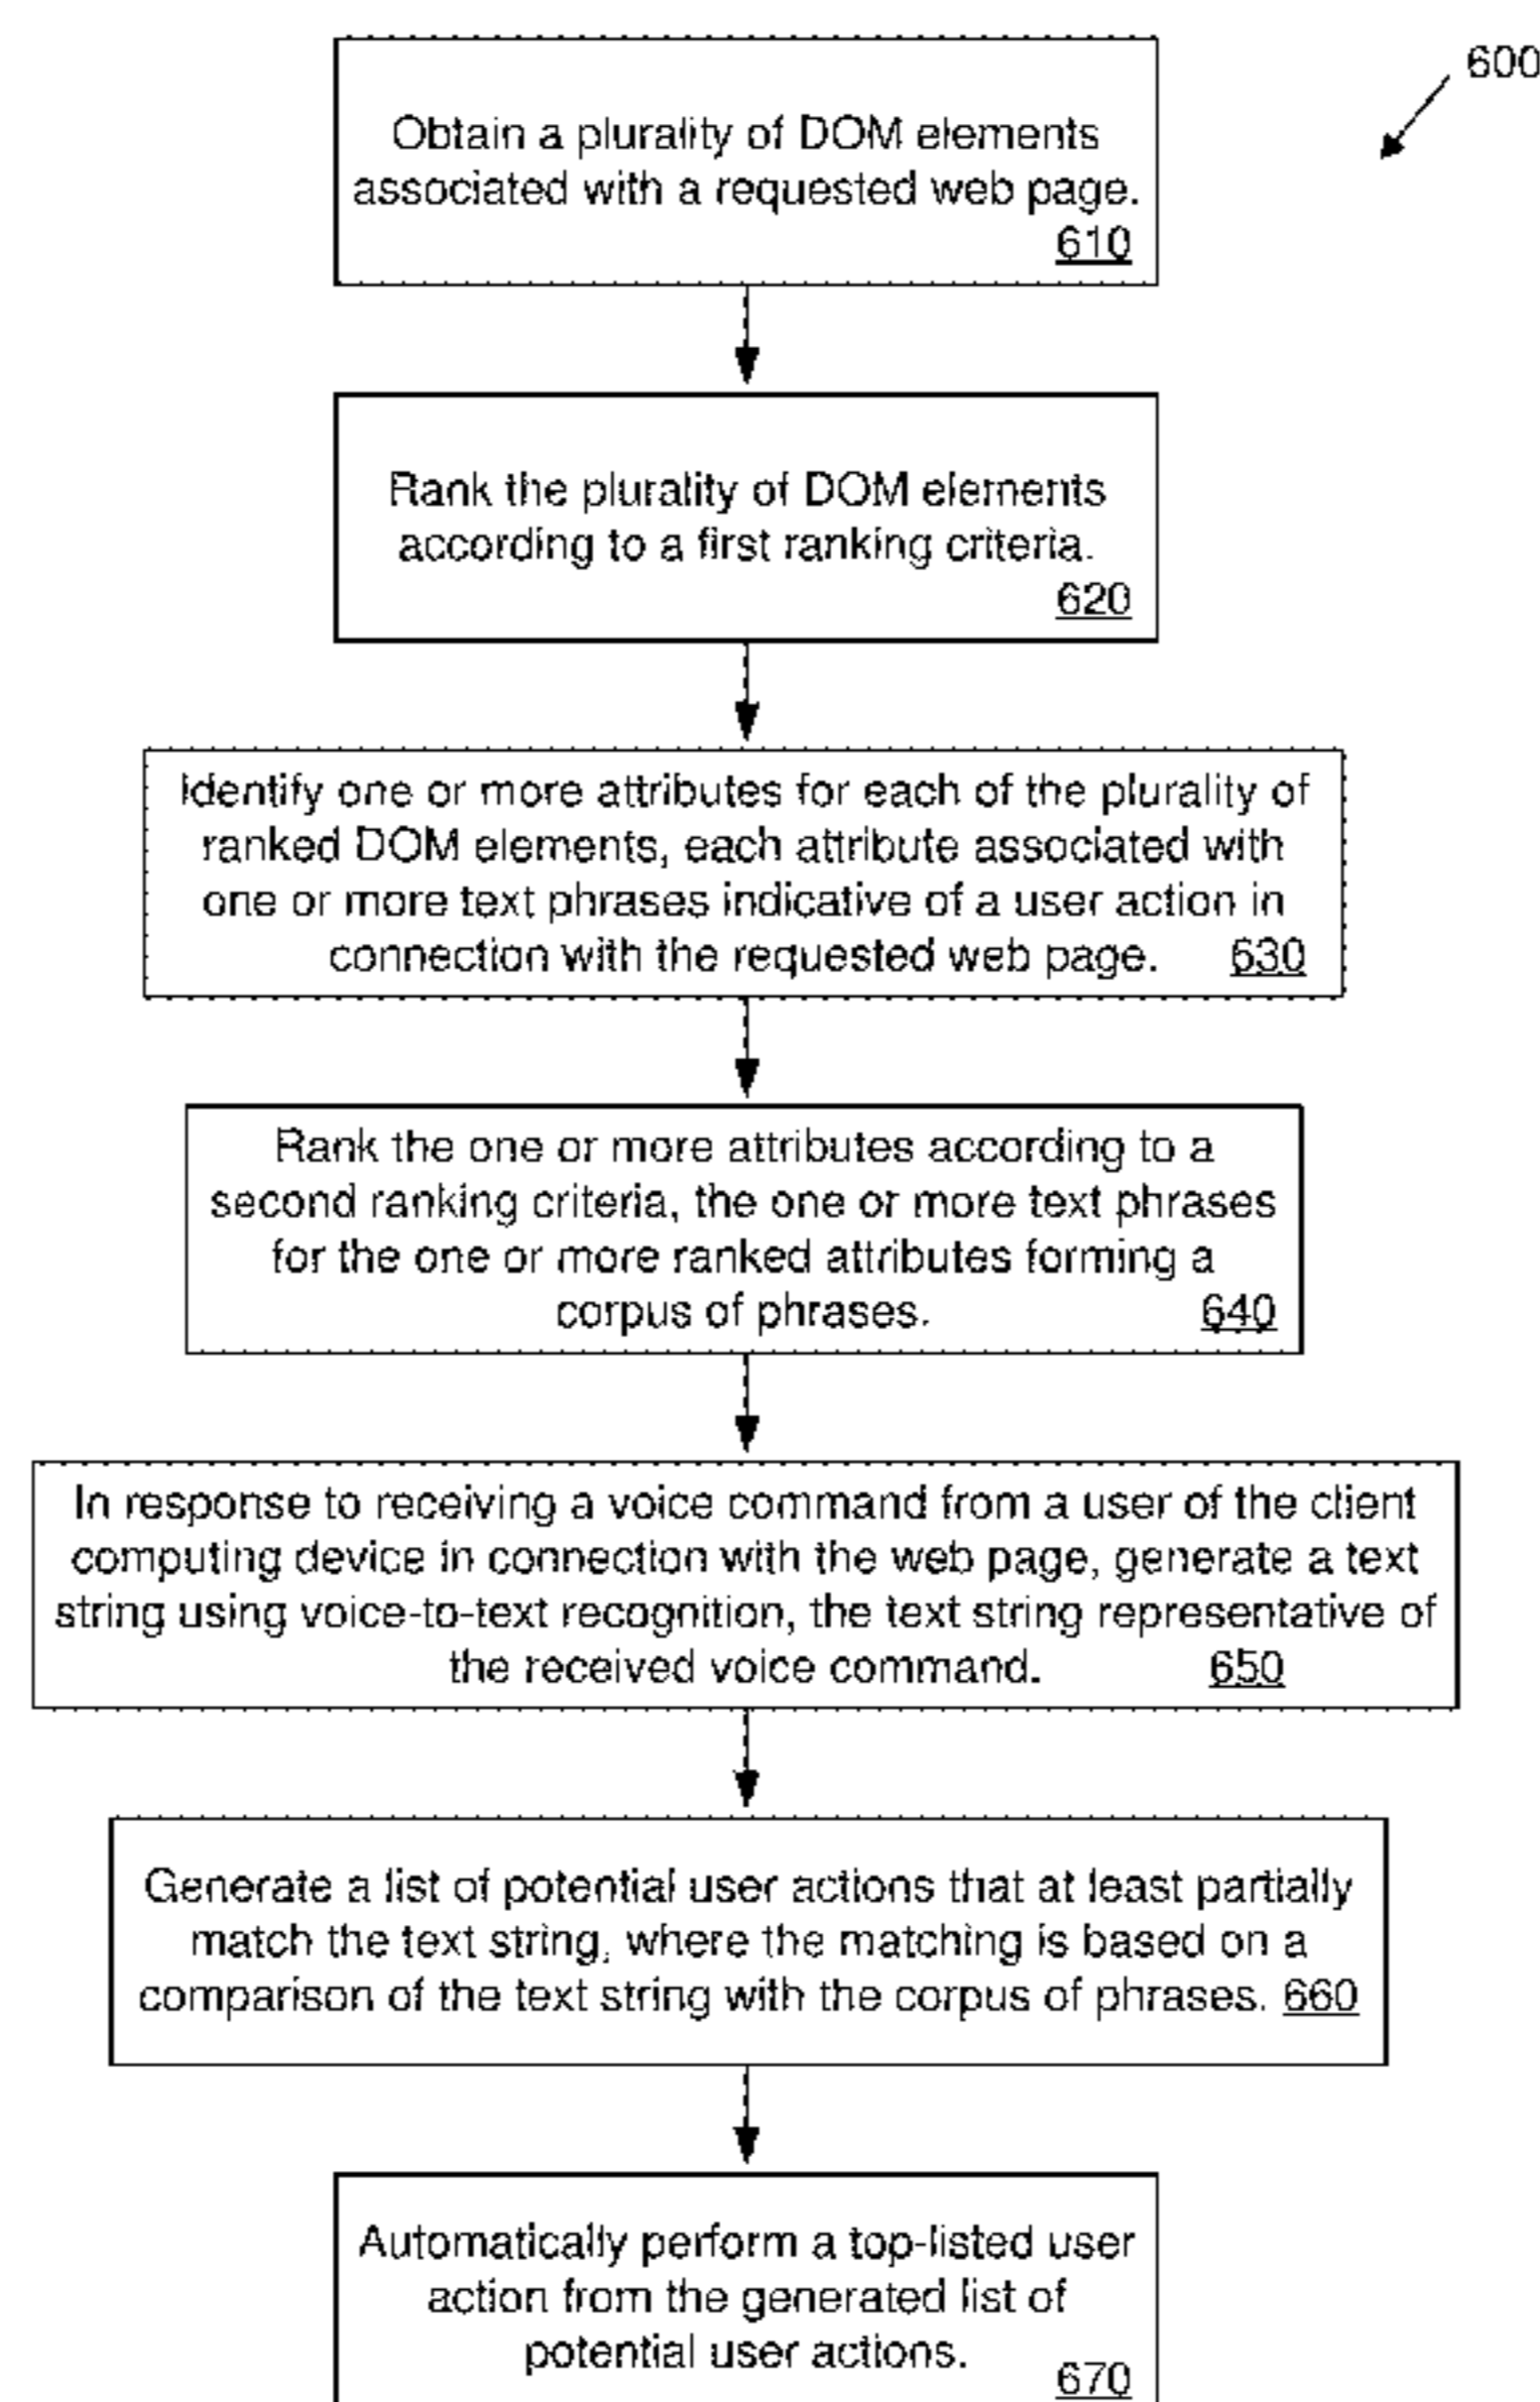 600
Obtain a plurality of DOM elements
associated with a requested web page.
610
Rank the plurality of DOM elements
according to a first ranking criteria.
620
Identify one or more attributes for each of the plurality of
ranked DOM elements, each attribute associated with
one or more text phrases indicative of a user action in
connection with the requested web page. 630
Rank the one or more attributes according to a
second ranking criteria, the one or more text phrases
for the one or more ranked attributes forming a
corpus of phrases. 640
In response to receiving a voice command from a user of the client
computing device in connection with the web page, generate a text
string using voice-to-text recognition, the text string representative of
the received voice command. 650
Generate a list of potential user actions that at least partially
match the text string, where the matching is based on a
comparison of the text string with the corpus of phrases. 660
Automatically perform a top-listed user
action from the generated list of
potential user actions.
670